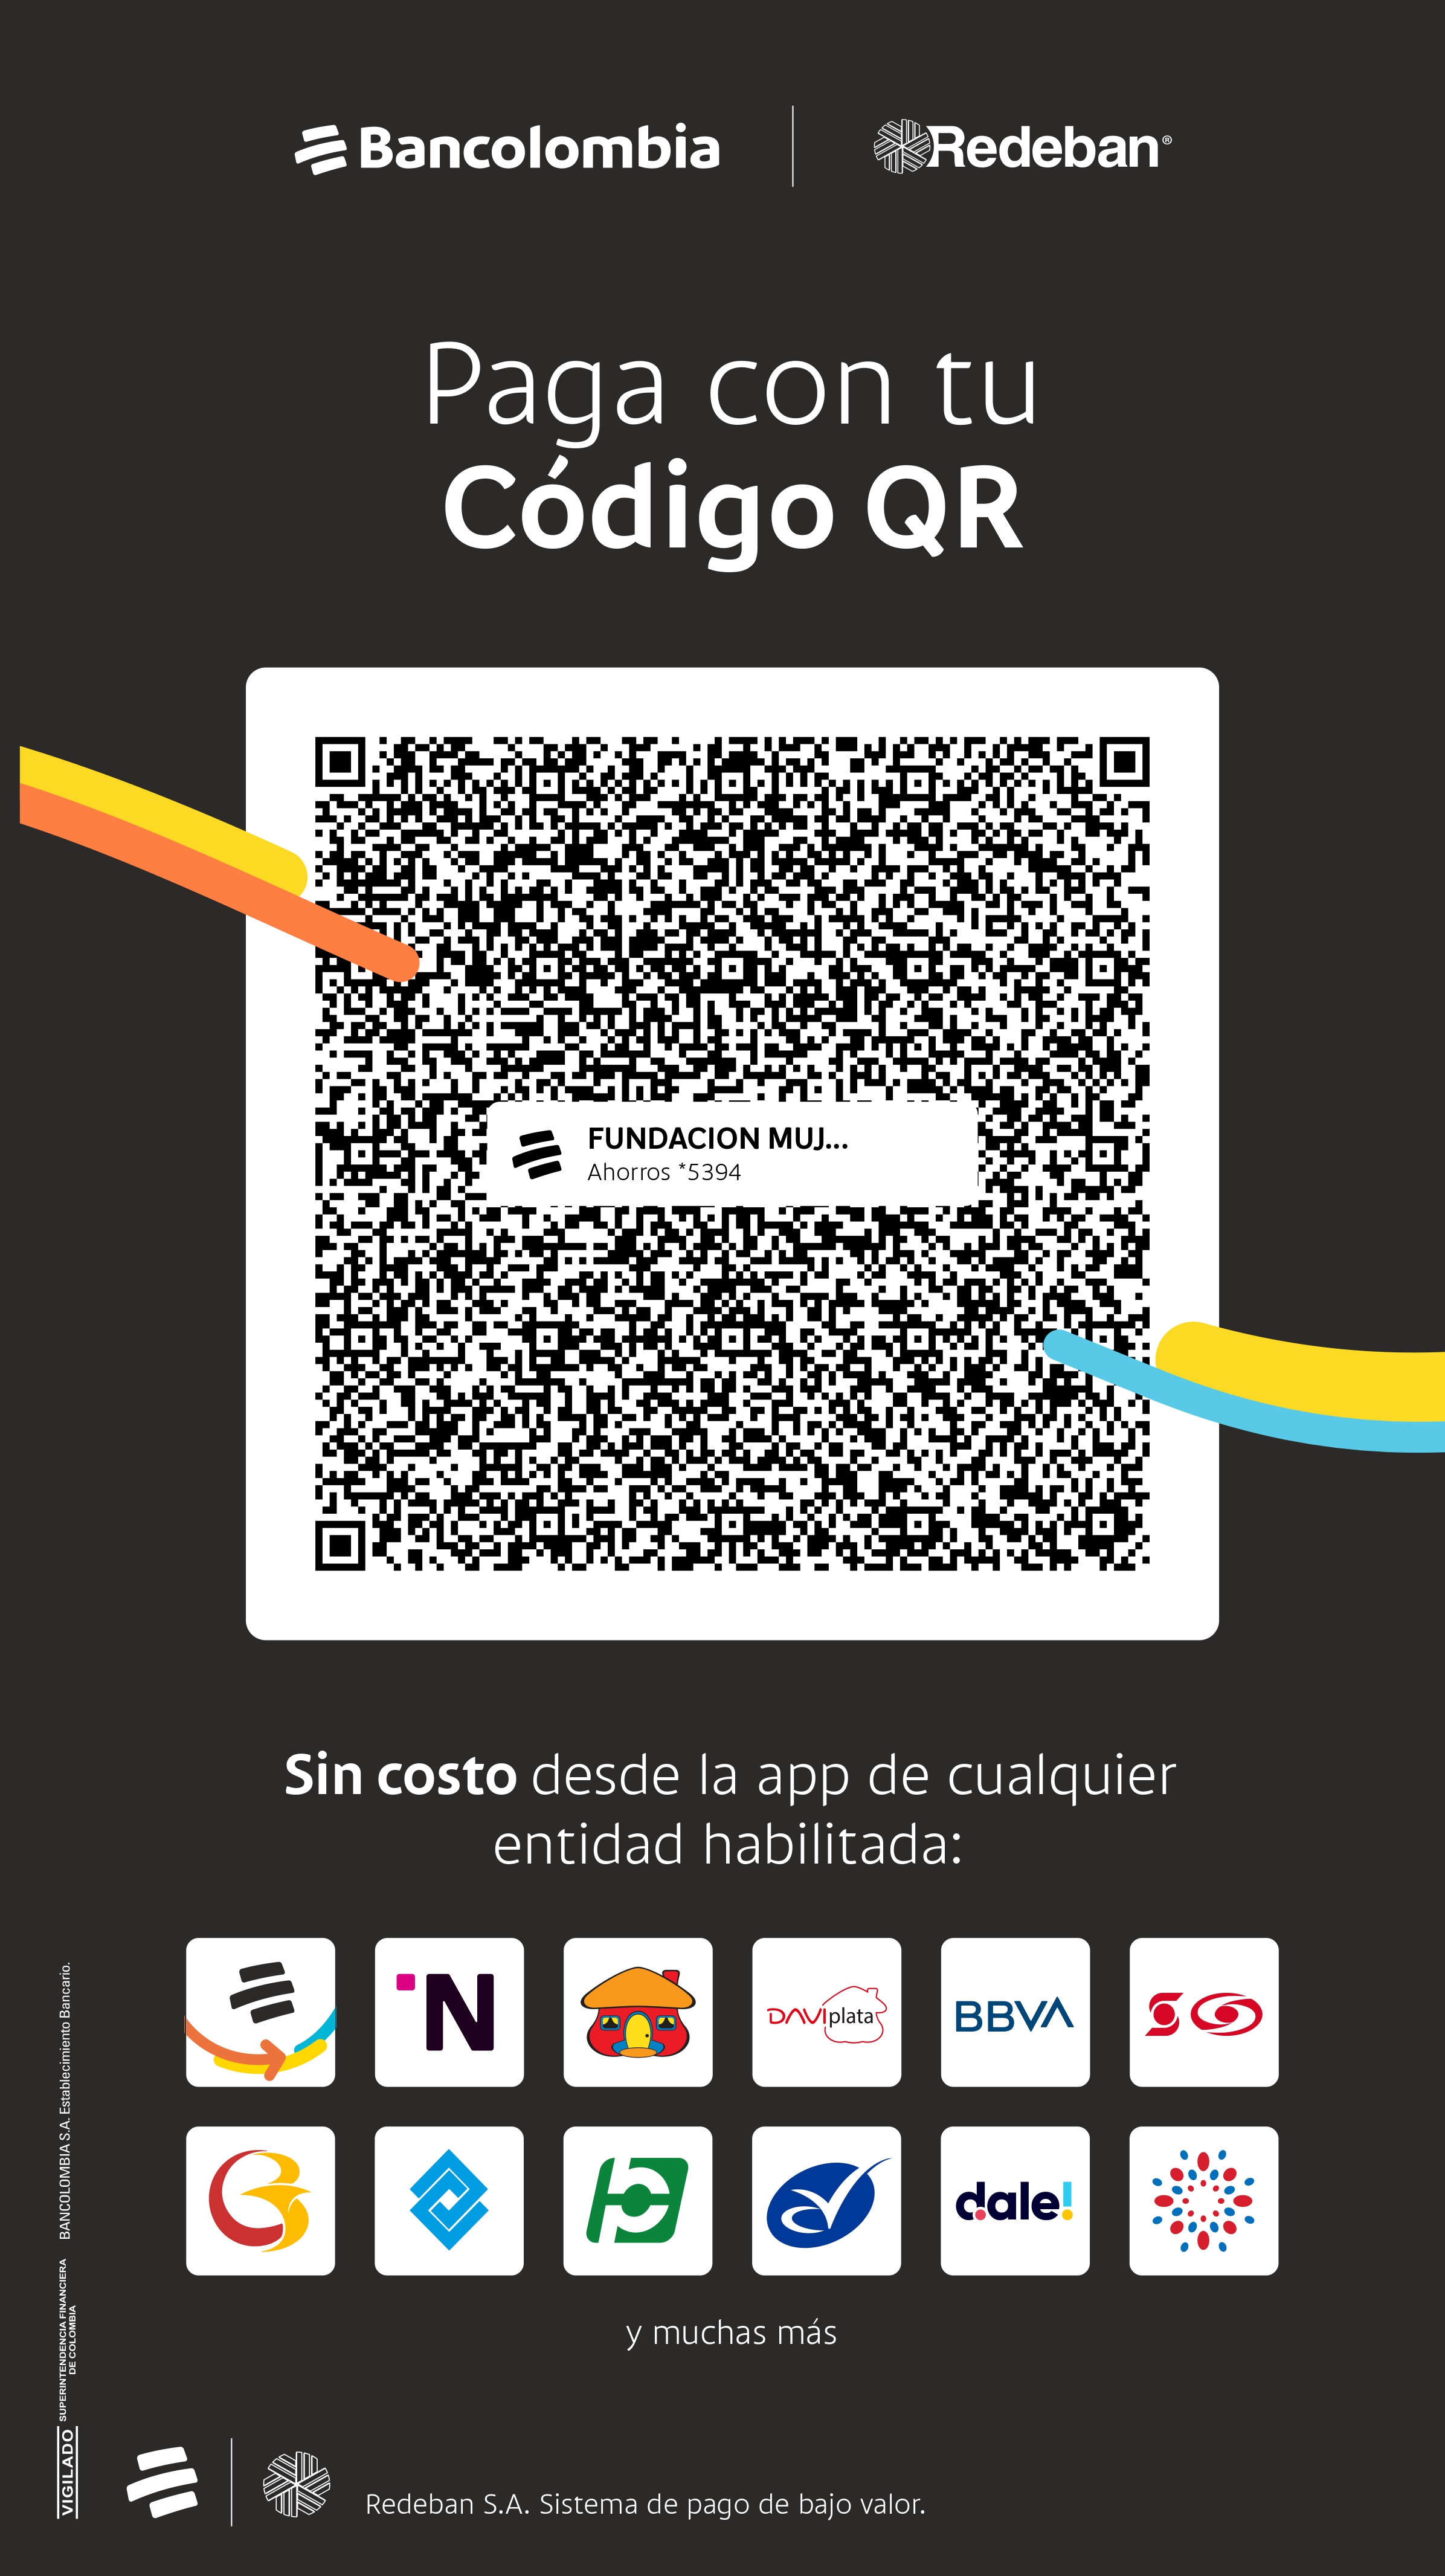 Bancolombia
Redeban®
Paga con tu
Código QR
FUNDACION MUJ...
Ahorros *5394
Sin costo desde la app de cualquier
entidad habilitada:
N
DAVIplata
BBVA
dale!
y muchas más
Redeban S.A. Sistema de pago de bajo valor.
VIGILADO
SUPERINTENDENCIA FINANCIERA
DE COLOMBIA
BANCOLOMBIA S.A. Establecimiento Bancario.